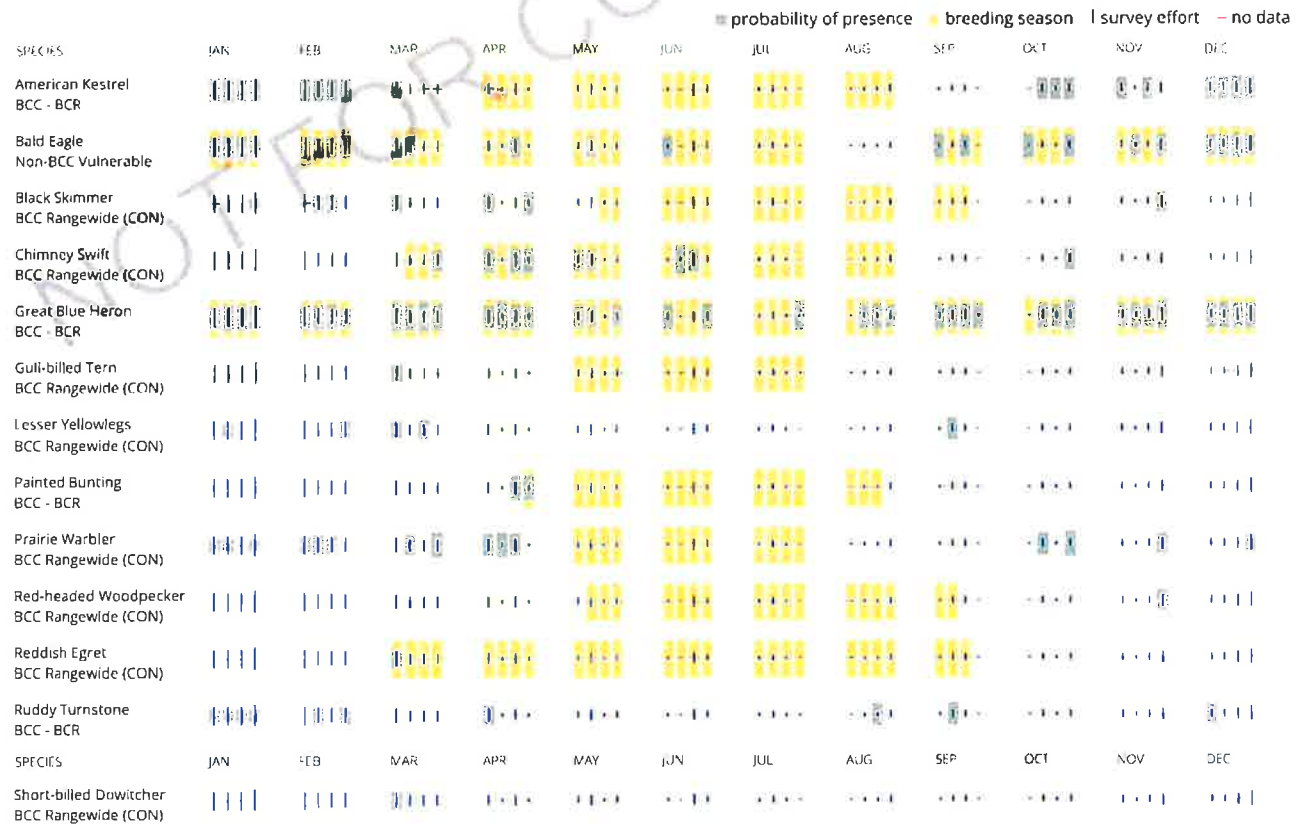 NOT FOR CO
probability of presence breeding season survey effort no data
SPECIES JAN FEB MAR APR MAY JUN JUL AUG SEP OCT NOV DEC
American Kestrel
BCC - BCR
Bald Eagle
Non-BCC Vulnerable
Black Skimmer
BCC Rangewide (CON)
Chimney Swift
BCC Rangewide (CON)
Great Blue Heron
BCC - BCR
Gull-billed Tern
BCC Rangewide (CON)
Lesser Yellowlegs
BCC Rangewide (CON)
Painted Bunting
BCC - BCR
Prairie Warbler
BCC Rangewide (CON)
Red-headed Woodpecker
BCC Rangewide (CON)
Reddish Egret
BCC Rangewide (CON)
Ruddy Turnstone
BCC - BCR
SPECIES JAN FEB MAR APR MAY JUN JUL AUG SEP OCT NOV DEC
Short-billed Dowitcher
BCC Rangewide (CON)